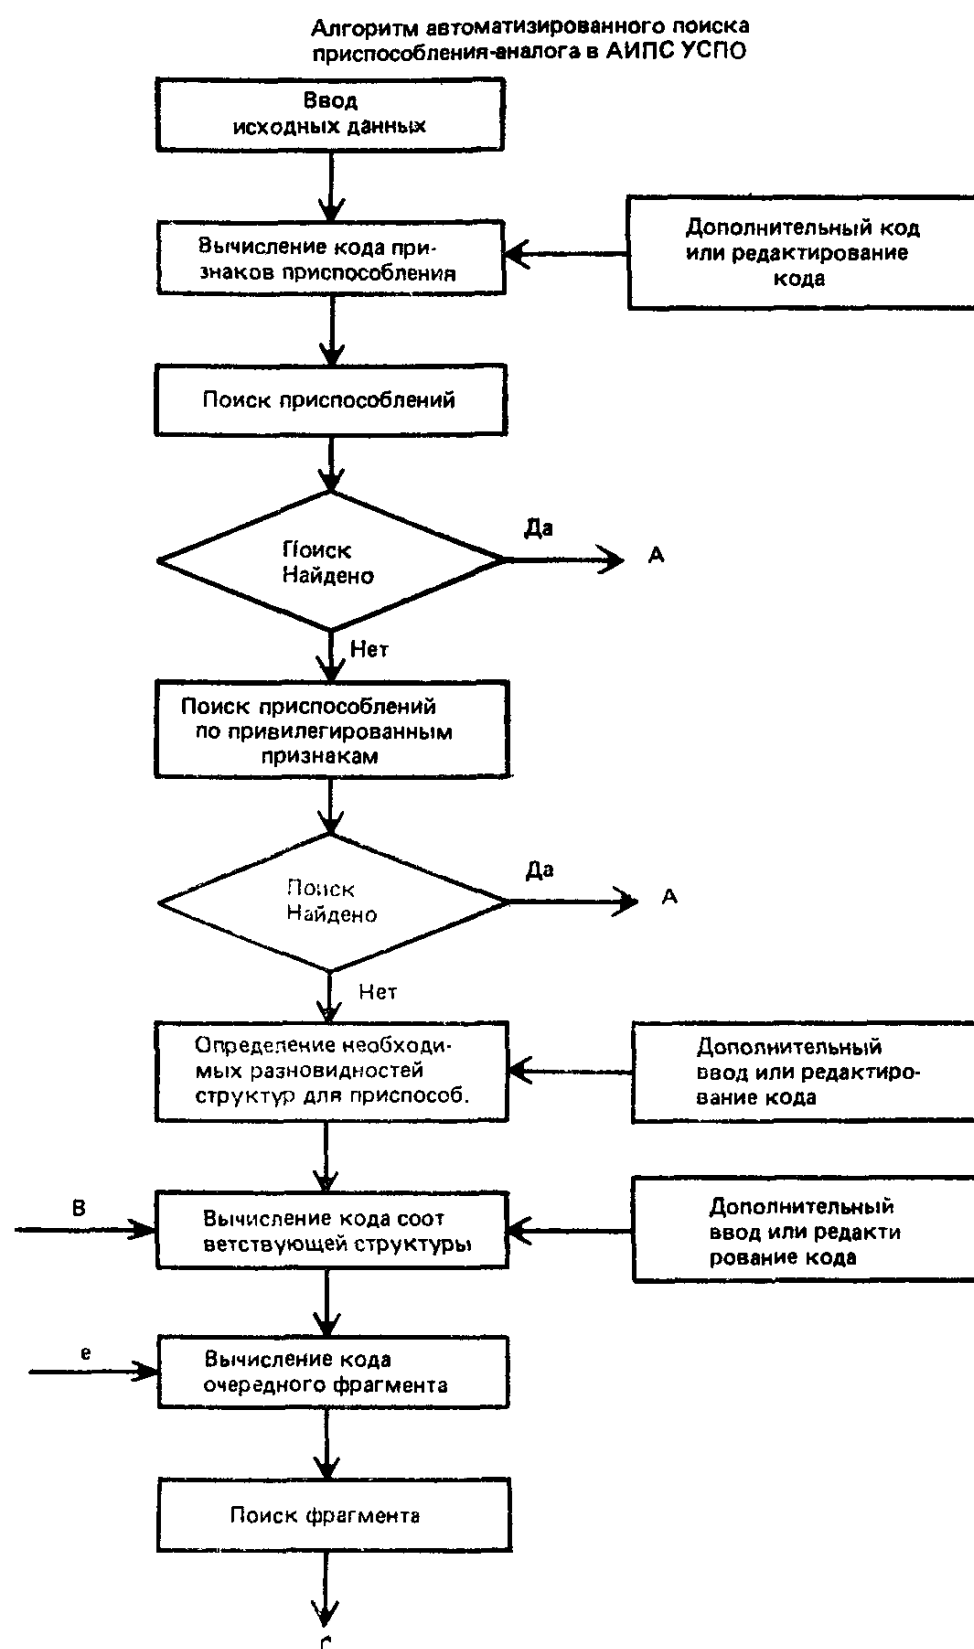 Алгоритм автоматизированного поиска
приспособления-аналога в АИПС УСПО
Ввод
исходных данных
Вычисление кода при-
знаков приспособления
Дополнительный код
или редактирование
кода
Поиск приспособлений
Поиск
Найдено
Да
А
Нет
Поиск приспособлений
по привилегированным
признакам
Поиск
Найдено
Да
А
Нет
Определение необходи-
мых разновидностей
структур для приспособ.
Дополнительный
ввод или редактиро-
вание кода
В
Вычисление кода соот
ветствующей структуры
Дополнительный
ввод или редакти
рование кода
е
Вычисление кода
очередного фрагмента
Поиск фрагмента